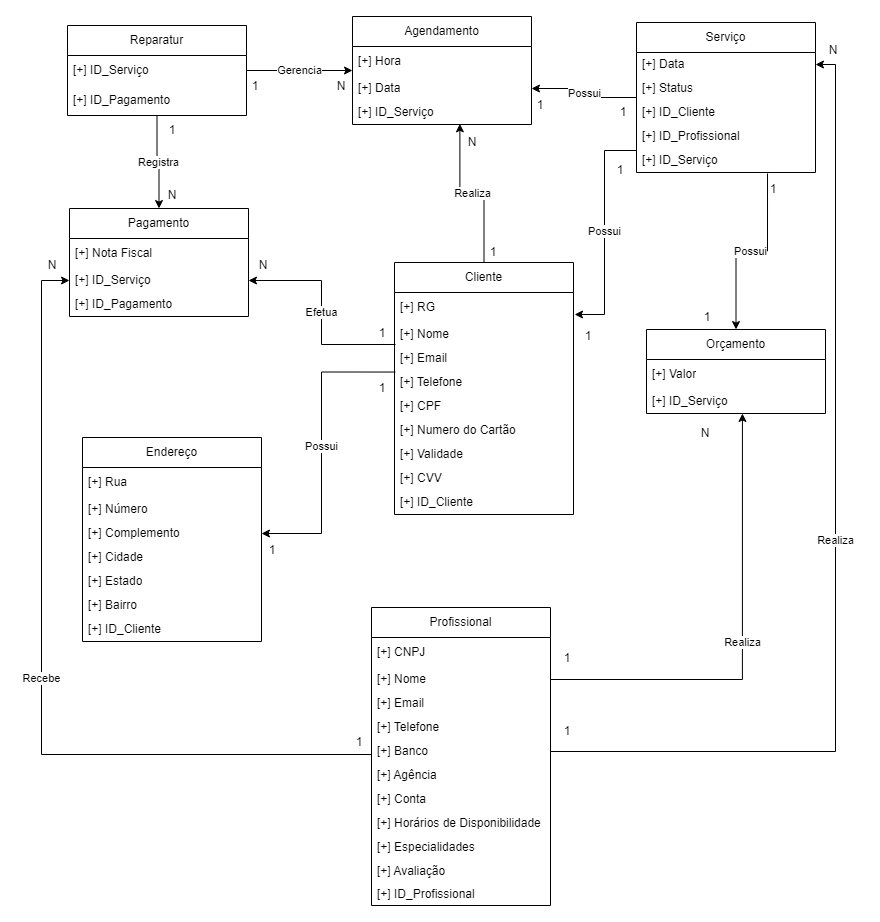 Reparatur
[+] ID_Serviço
[+] ID_Pagamento
Gerencia
1
N
Agendamento
[+] Hora
[+] Data
[+] ID_Serviço
Possui
1
1
Serviço
[+] Data
[+] Status
[+] ID_Cliente
[+] ID_Profissional
[+] ID_Serviço
N
1
Registra
N
N
Realiza
1
1
Possui
1
1
Possui
1
Pagamento
[+] Nota Fiscal
[+] ID_Serviço
[+] ID_Pagamento
N
N
Efetua
1
Cliente
[+] RG
[+] Nome
[+] Email
[+] Telefone
[+] CPF
[+] Numero do Cartão
[+] Validade
[+] CVV
[+] ID_Cliente
Orçamento
[+] Valor
[+] ID_Serviço
N
1
Possui
1
Endereço
[+] Rua
[+] Número
[+] Complemento
[+] Cidade
[+] Estado
[+] Bairro
[+] ID_Cliente
Realiza
Recebe
1
Profissional
[+] CNPJ
[+] Nome
[+] Email
[+] Telefone
[+] Banco
[+] Agência
[+] Conta
[+] Horários de Disponibilidade
[+] Especialidades
[+] Avaliação
[+] ID_Profissional
1
Realiza
1